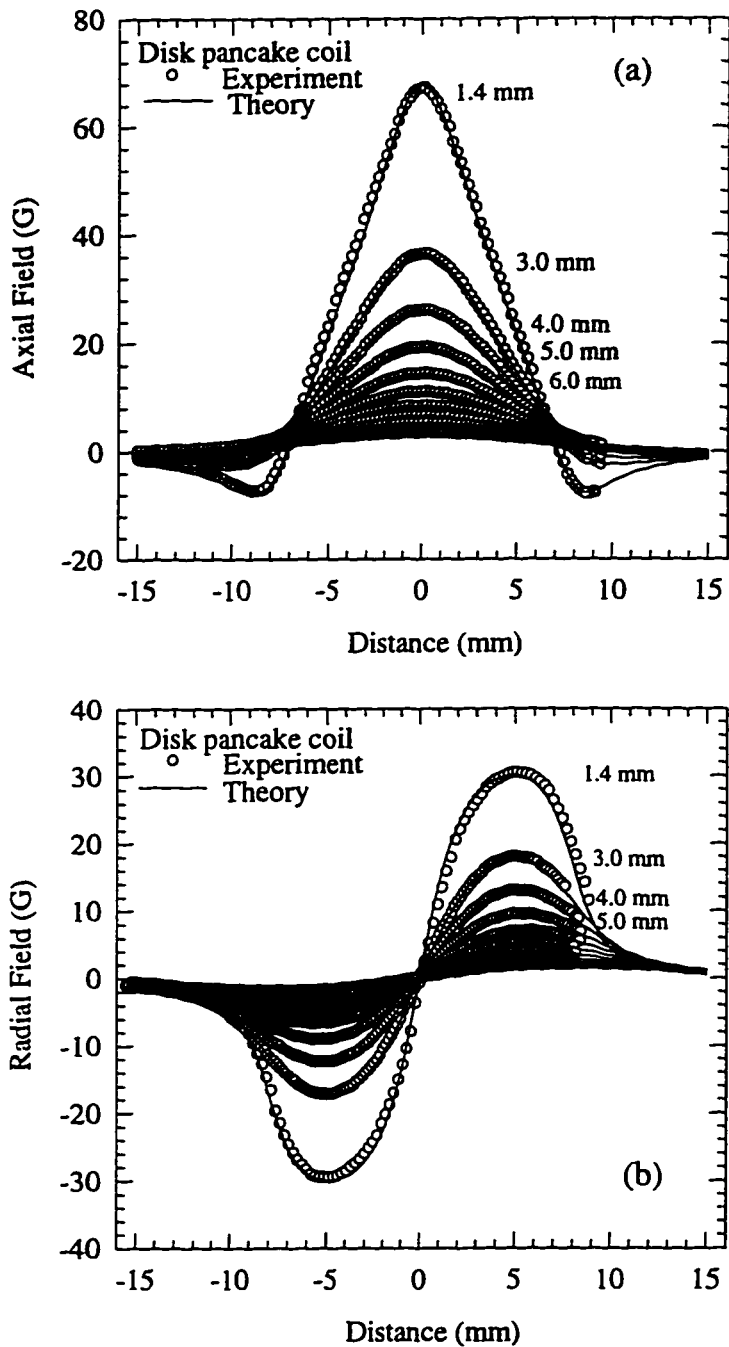 80
60
40
20
0
-20
Axial Field (G)
Disk pancake coil
Experiment
Theory
(a)
1.4 mm
3.0 mm
4.0 mm
5.0 mm
6.0 mm
-15 -10 -5 0 5 10 15
Distance (mm)
40
30
20
10
0
-10
-20
-30
-40
Radial Field (G)
Disk pancake coil
Experiment
Theory
1.4 mm
3.0 mm
4.0 mm
5.0 mm
(b)
-15 -10 -5 0 5 10 15
Distance (mm)